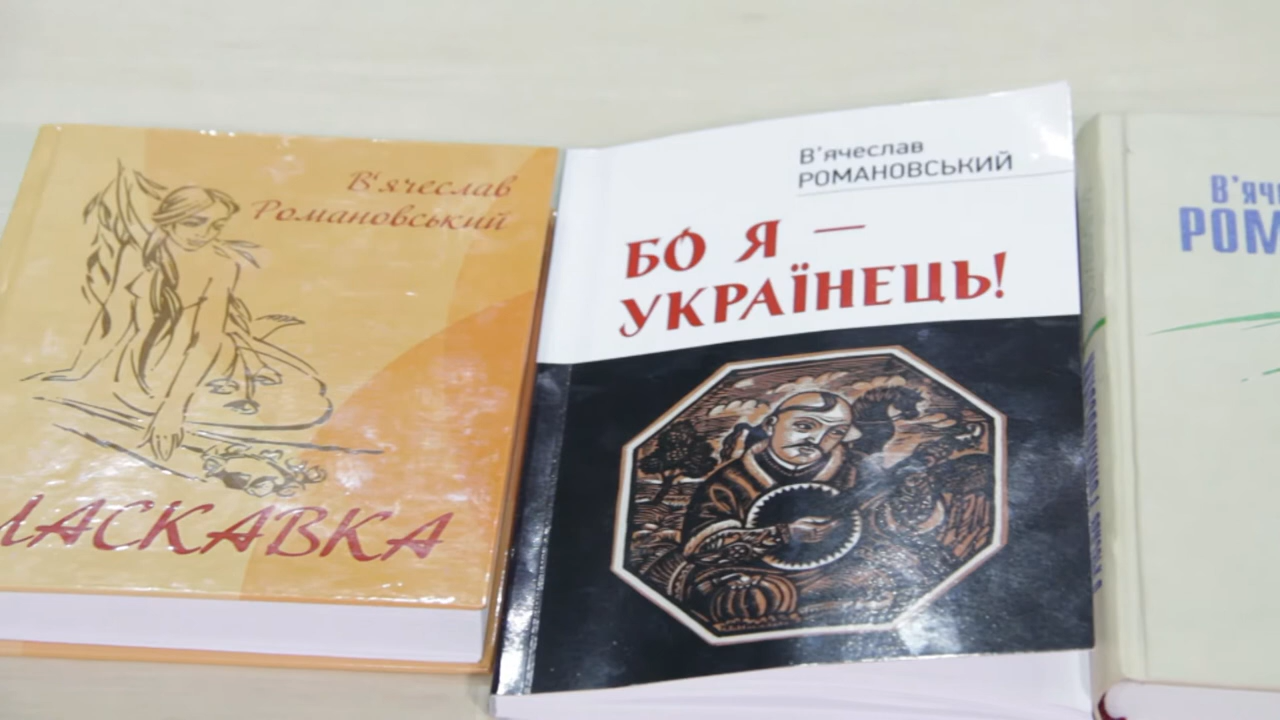 В'ячеслав
Романовський
ЛАСКАВКА
В'ячеслав
РОМАНОВСЬКИЙ
БО Я –
УКРАЇНЕЦЬ!